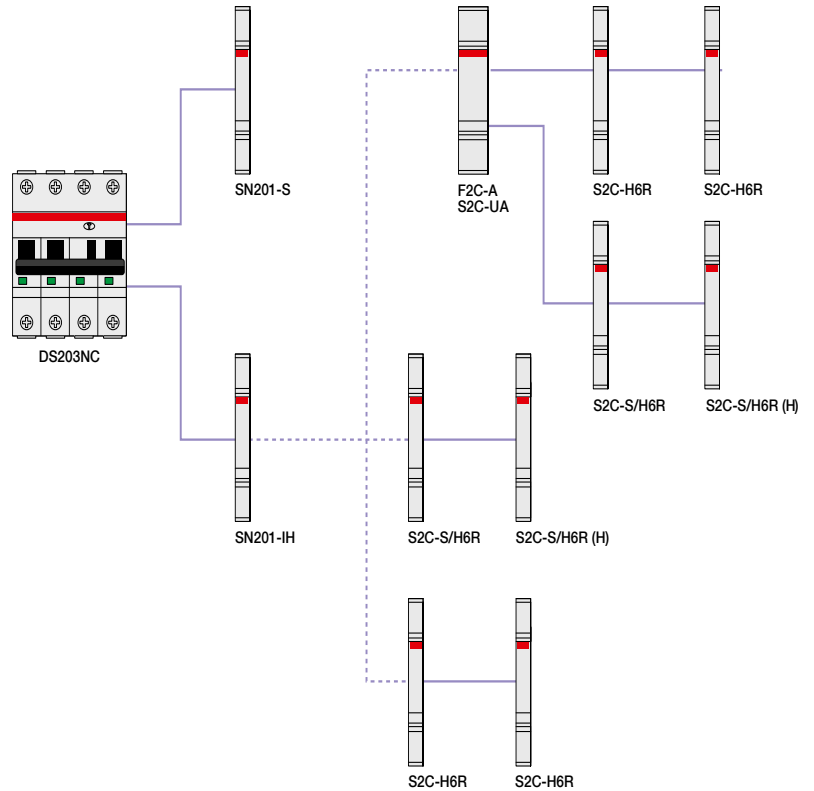 SN201-S
F2C-A
S2C-UA
S2C-H6R
S2C-H6R
DS203NC
S2C-S/H6R
S2C-S/H6R (H)
SN201-IH
S2C-S/H6R
S2C-S/H6R (H)
S2C-H6R
S2C-H6R